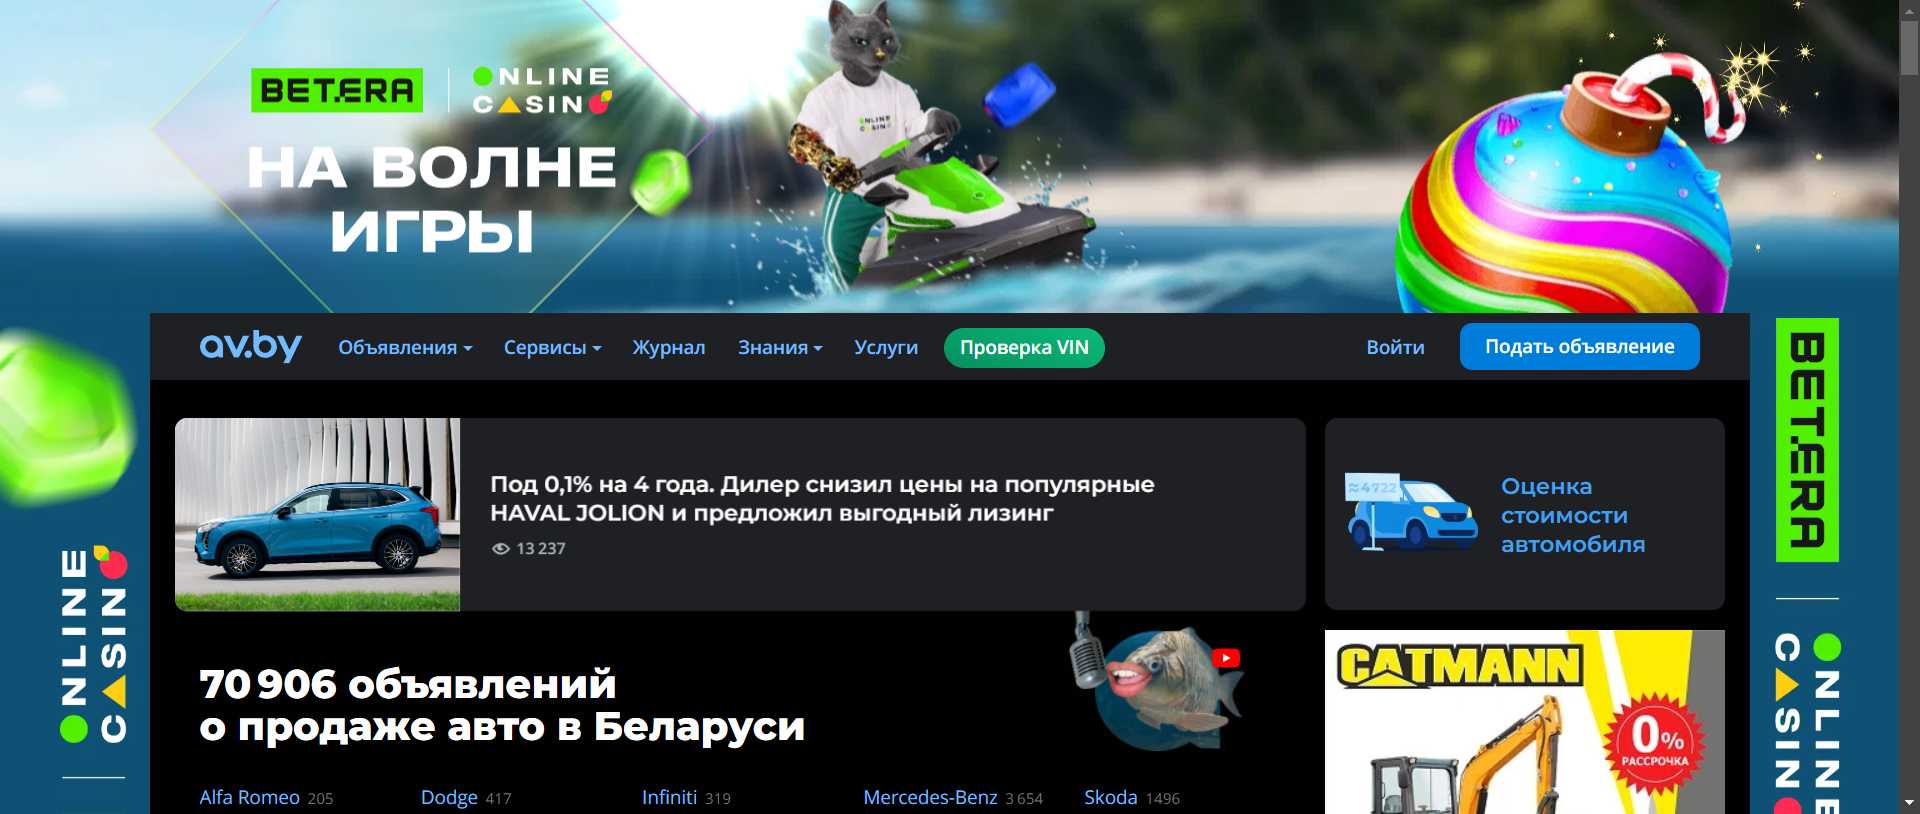 BETERA
ONLINE
CASINO
НА ВОЛНЕ
ИГРЫ
ONLINE
CASINO
av.by
Объявления
Сервисы
Журнал
Знания
Услуги
Проверка VIN
Войти
Подать объявление
Под 0,1% на 4 года. Дилер снизил цены на популярные
HAVAL JOLION и предложил выгодный лизинг
13 237
≈4722
Оценка
стоимости
автомобиля
70 906 объявлений
о продаже авто в Беларуси
Alfa Romeo 205
Dodge 417
Infiniti 319
Mercedes-Benz 3 654
Skoda 1496
CATMANN
0%
РАССРОЧКА
ONLINE
CASINO
BETERA
ONLINE
CASINO